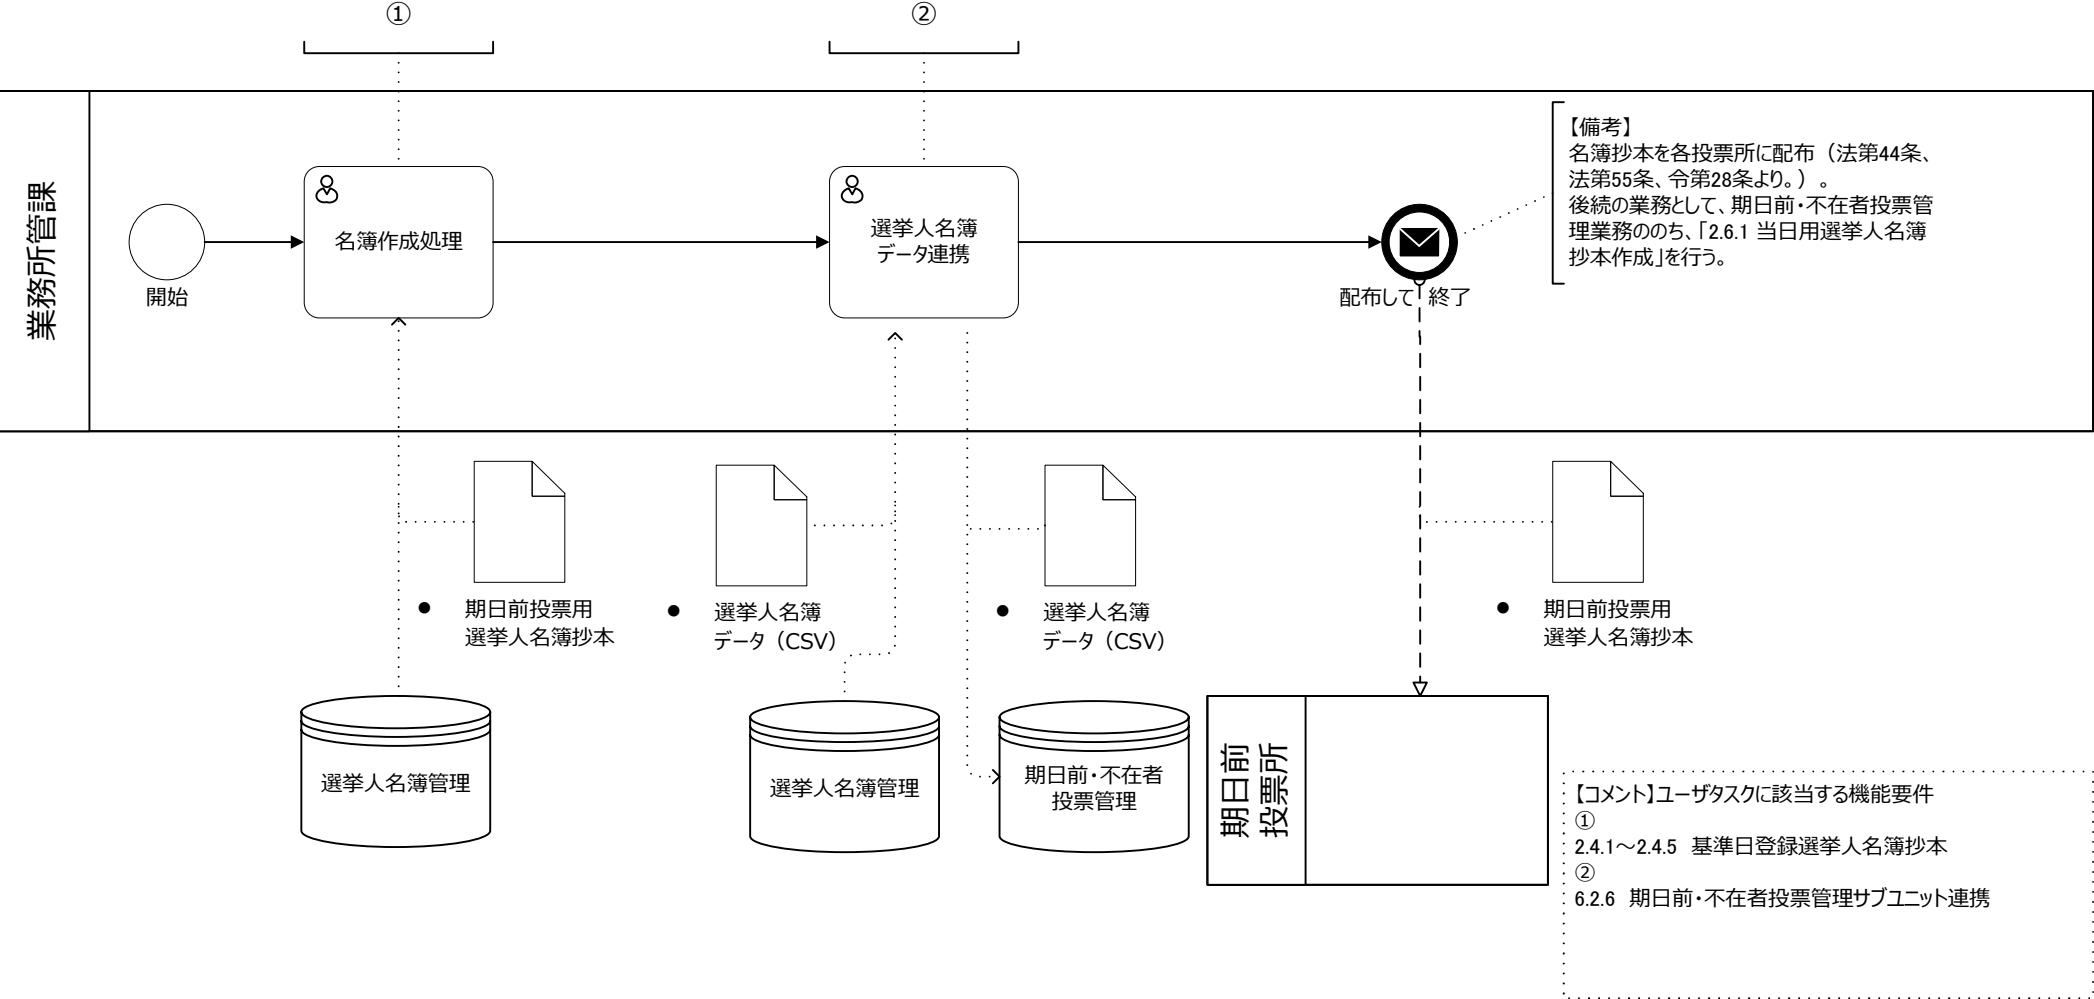 ①
②
業務所管課
開始
名簿作成処理
選挙人名簿
データ連携
配布して 終了
【備考】
名簿抄本を各投票所に配布（法第44条、
法第55条、令第28条より。）。
後続の業務として、期日前・不在者投票管
理業務ののち、「2.6.1 当日用選挙人名簿
抄本作成」を行う。
● 期日前投票用
選挙人名簿抄本
● 選挙人名簿
データ（CSV）
● 選挙人名簿
データ（CSV）
● 期日前投票用
選挙人名簿抄本
選挙人名簿管理
選挙人名簿管理
期日前・不在者
投票管理
期日前
投票所
【コメント】ユーザタスクに該当する機能要件
①
2.4.1～2.4.5 基準日登録選挙人名簿抄本
②
6.2.6 期日前・不在者投票管理サブユニット連携